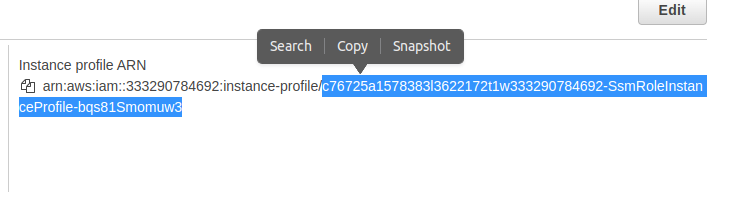 Edit
Search Copy Snapshot
Instance profile ARN
arn:aws:iam::333290784692:instance-profile/c76725a1578383l3622172t1w333290784692-SsmRoleInstan
ceProfile-bqs81Smomuw3